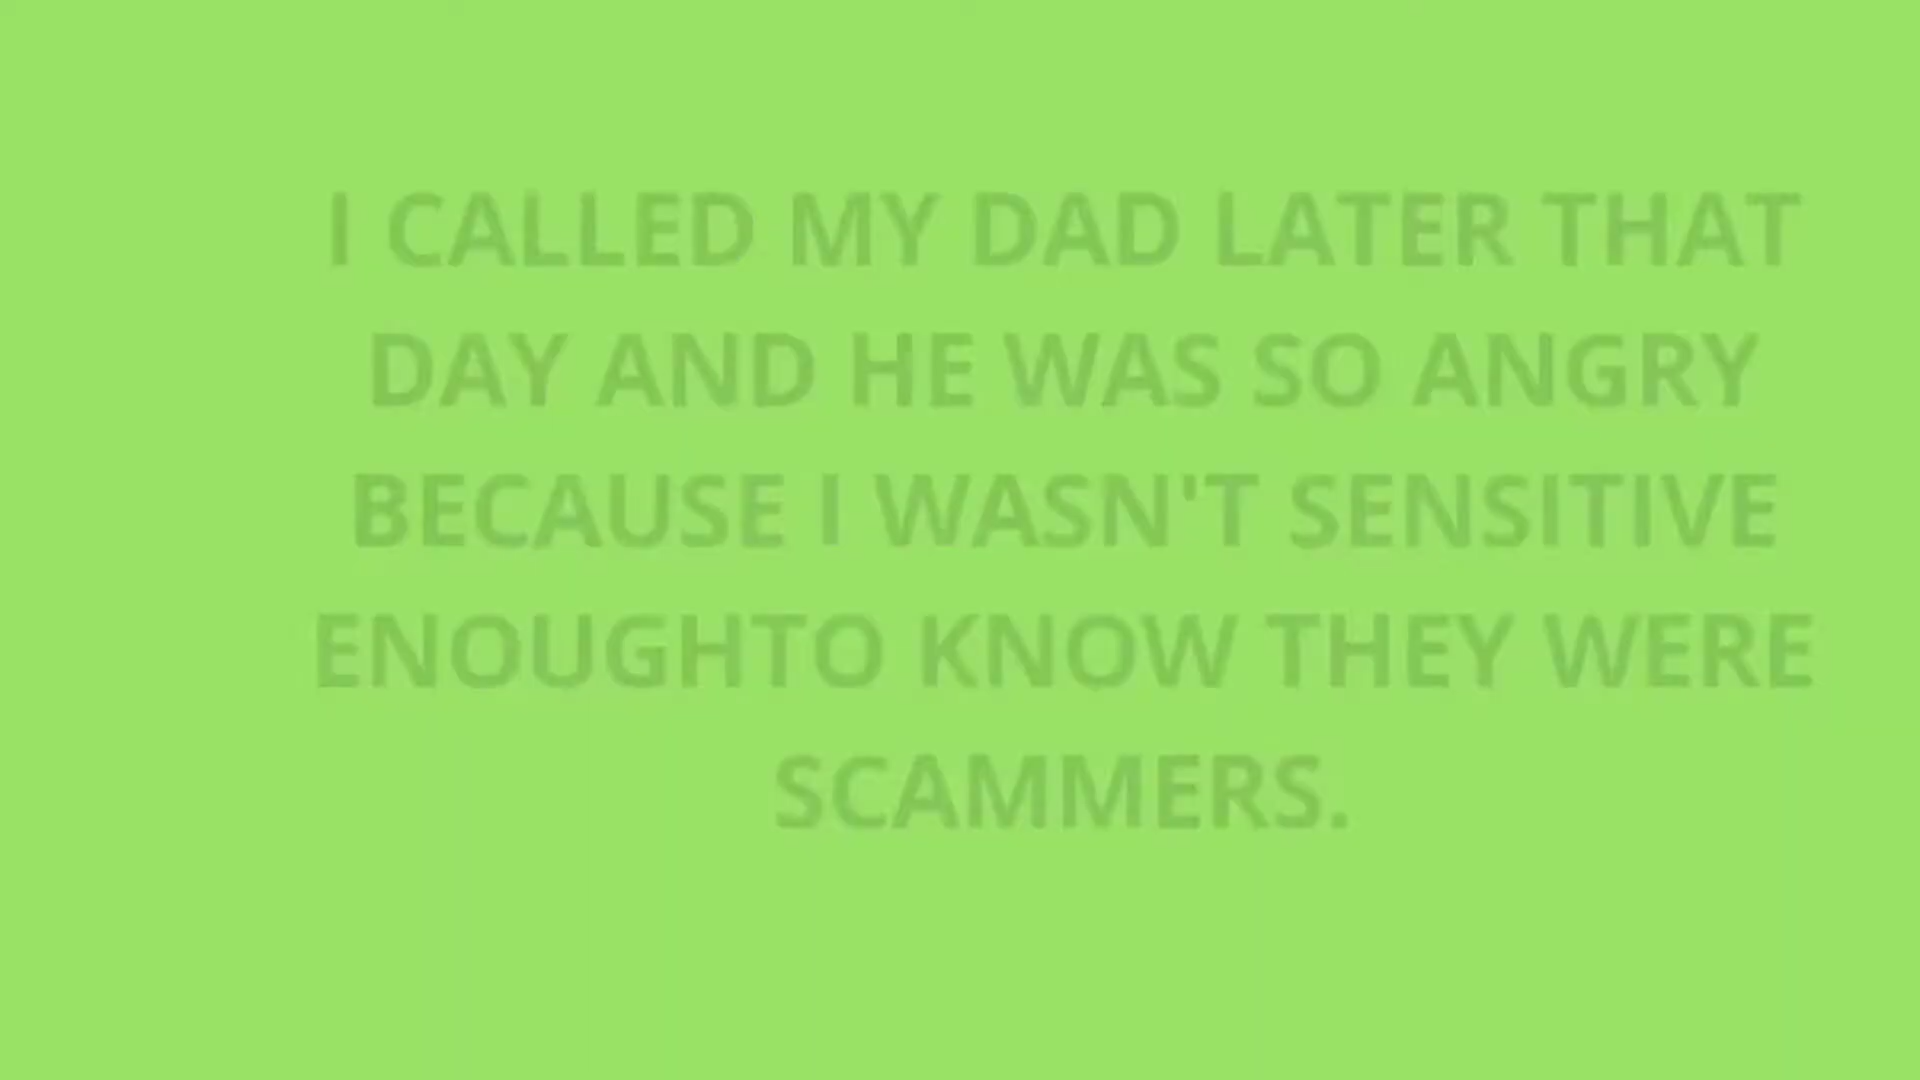 I CALLED MY DAD LATER THAT
DAY AND HE WAS SO ANGRY
BECAUSE I WASN'T SENSITIVE
ENOUGHTO KNOW THEY WERE
SCAMMERS.